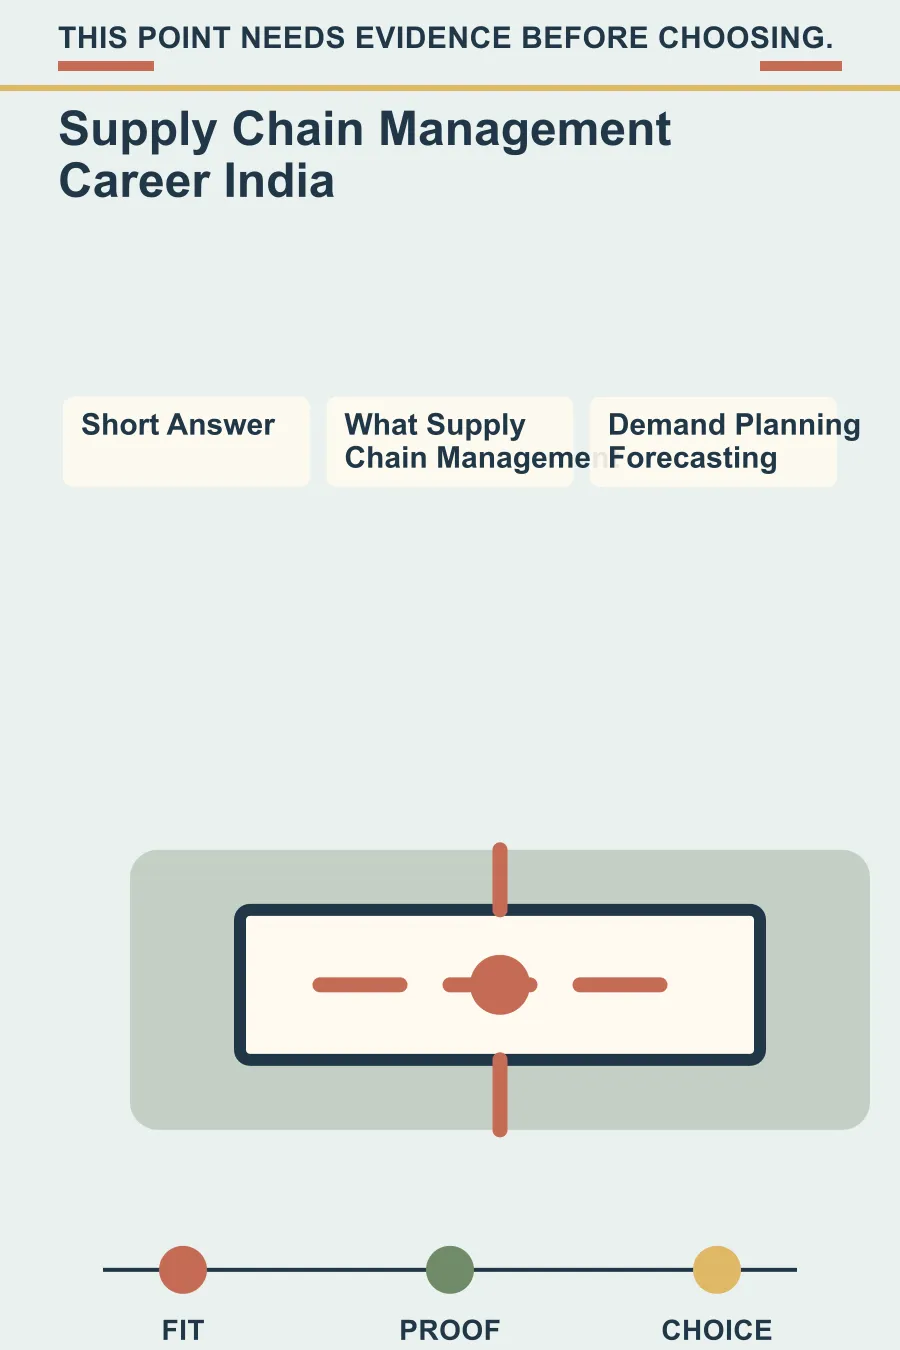 THIS POINT NEEDS EVIDENCE BEFORE CHOOSING.
Supply Chain Management
Career India
Short Answer
What Supply
Chain Managemen
Demand Planning
Forecasting
FIT
PROOF
CHOICE